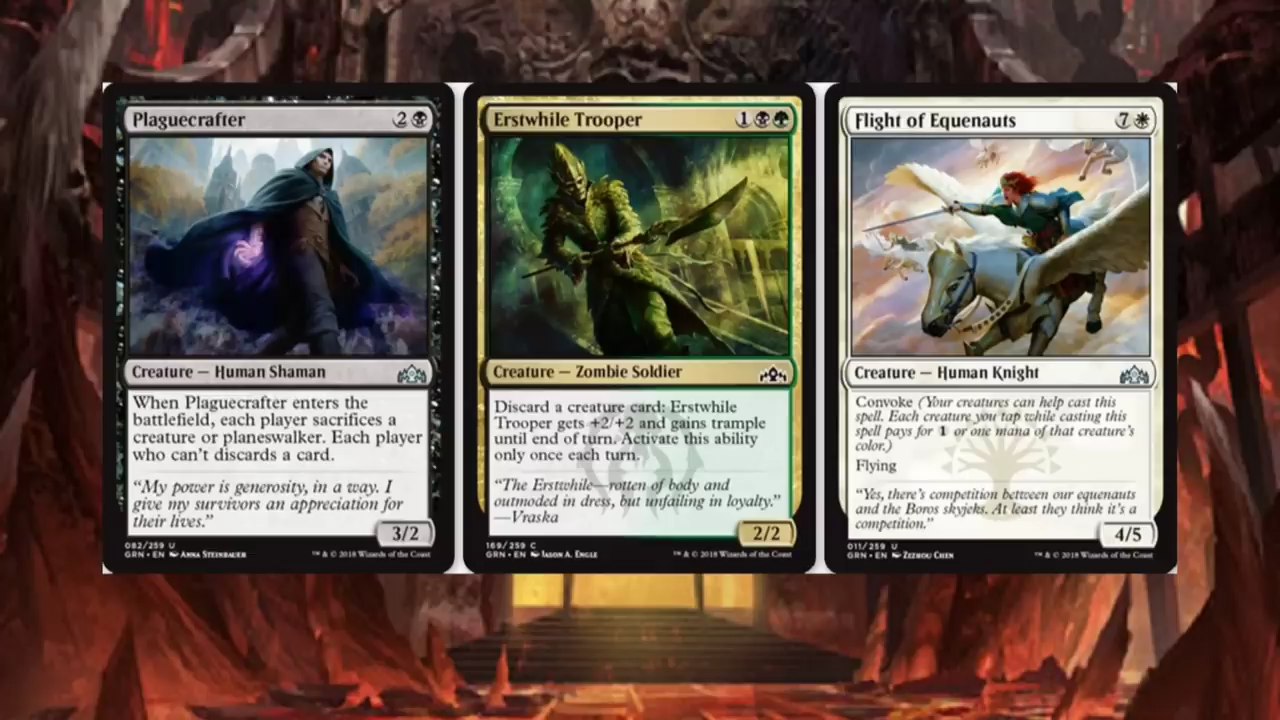 Plaguecrafter 2
Creature — Human Shaman
When Plaguecrafter enters the
battlefield, each player sacrifices a
creature or planeswalker. Each player
who can't discards a card.
"My power is generosity, in a way. I
give my survivors an appreciation for
their lives."
3/2
082/259 U
GRN • EN Anna Steinbauer ™ & © 2018 Wizards of the Coast
Erstwhile Trooper 1
Creature — Zombie Soldier
Discard a creature card: Erstwhile
Trooper gets +2/+2 and gains trample
until end of turn. Activate this ability
only once each turn.
"The Erstwhile—rotten of body and
outmoded in dress, but unfailing in loyalty."
—Vraska
2/2
169/259 C
GRN • EN Jason A. Engle ™ & © 2018 Wizards of the Coast
Flight of Equenauts 7
Creature — Human Knight
Convoke (Your creatures can help cast this
spell. Each creature you tap while casting this
spell pays for 1 or one mana of that creature's
color.)
Flying
"Yes, there's competition between our equenauts
and the Boros skyjeks. At least they think it's a
competition."
4/5
011/259 U
GRN • EN Zezhou Chen ™ & © 2018 Wizards of the Coast